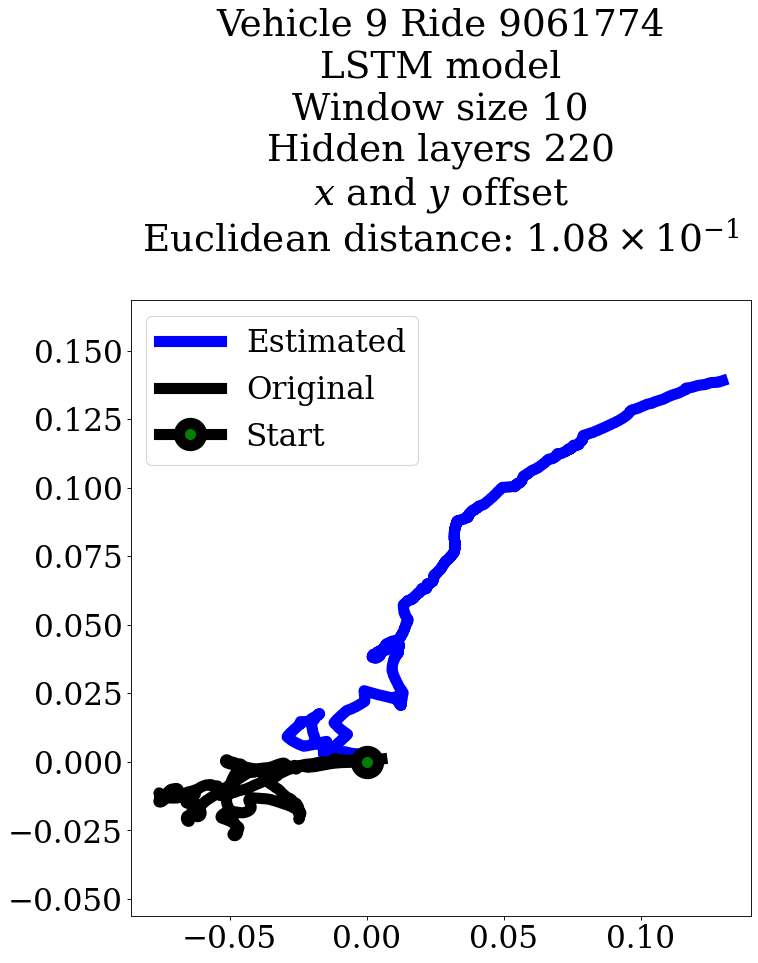 Vehicle 9 Ride 9061774
LSTM model
Window size 10
Hidden layers 220
x and y offset
Euclidean distance: 1.08 × 10⁻¹
Estimated
Original
Start
0.150
0.125
0.100
0.075
0.050
0.025
0.000
−0.025
−0.050
−0.05 0.00 0.05 0.10